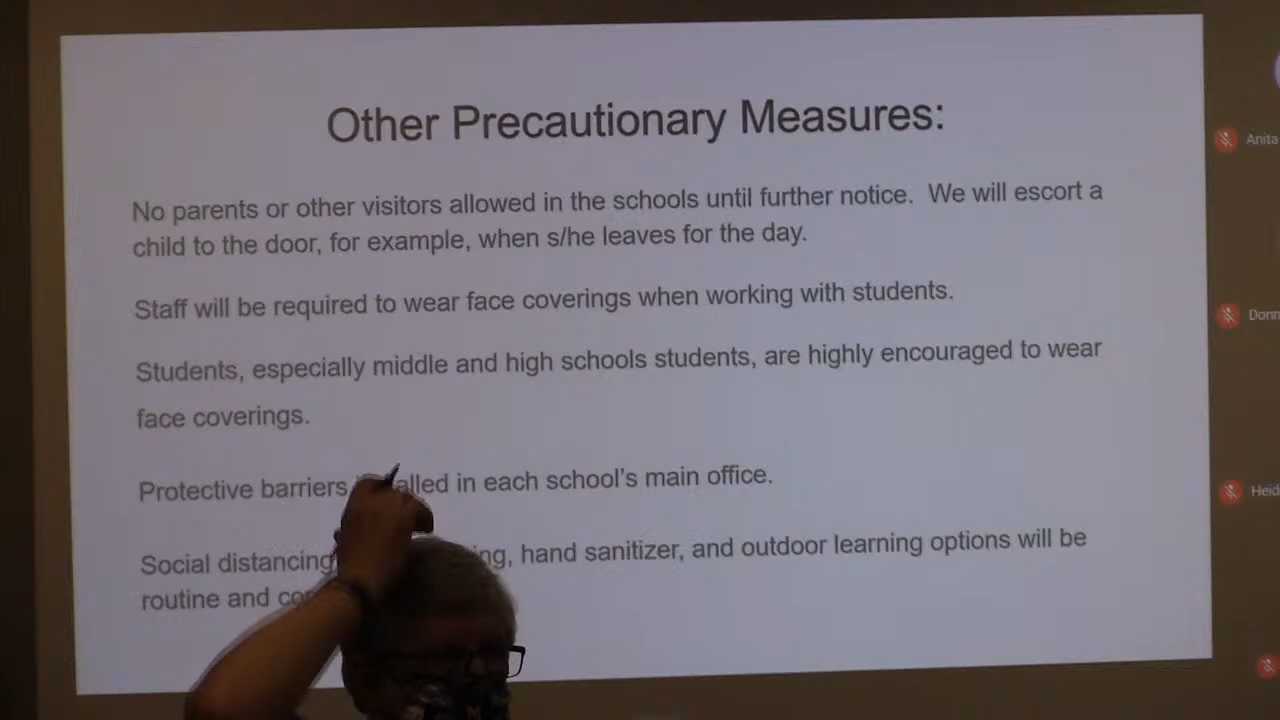 Other Precautionary Measures:
No parents or other visitors allowed in the schools until further notice. We will escort a
child to the door, for example, when s/he leaves for the day.
Staff will be required to wear face coverings when working with students.
Students, especially middle and high schools students, are highly encouraged to wear
face coverings.
Protective barriers alled in each school's main office.
Social distancing ng, hand sanitizer, and outdoor learning options will be
routine and co
Anita
Donn
Heid